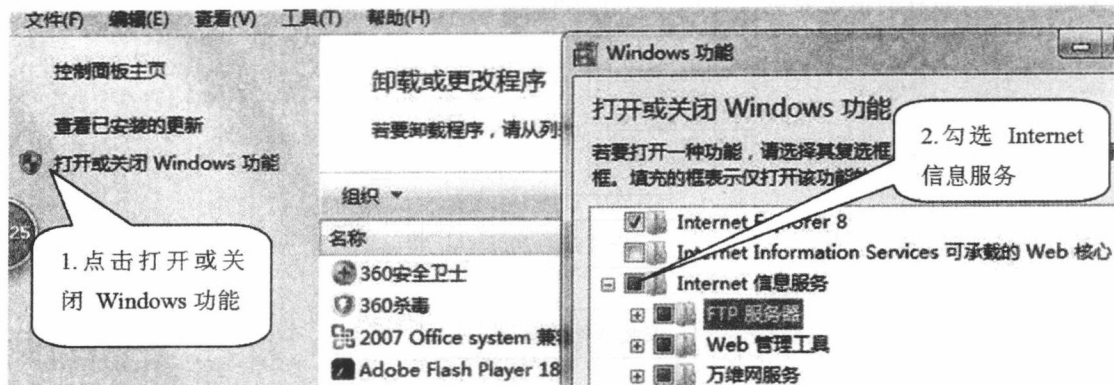 文件(F) 编辑(E) 查看(V) 工具(T) 帮助(H)
控制面板主页
查看已安装的更新
打开或关闭 Windows 功能
25
1.点击打开或关
闭 Windows 功能
卸载或更改程序
若要卸载程序，请从列
组织
名称
360安全卫士
360杀毒
2007 Office system 兼容
Adobe Flash Player 18
Windows 功能
打开或关闭 Windows 功能
若要打开一种功能，请选择其复选框
框。填充的框表示仅打开该功能的
2.勾选 Internet
信息服务
Internet Explorer 8
Internet Information Services 可承载的 Web 核心
Internet 信息服务
FTP 服务器
Web 管理工具
万维网服务